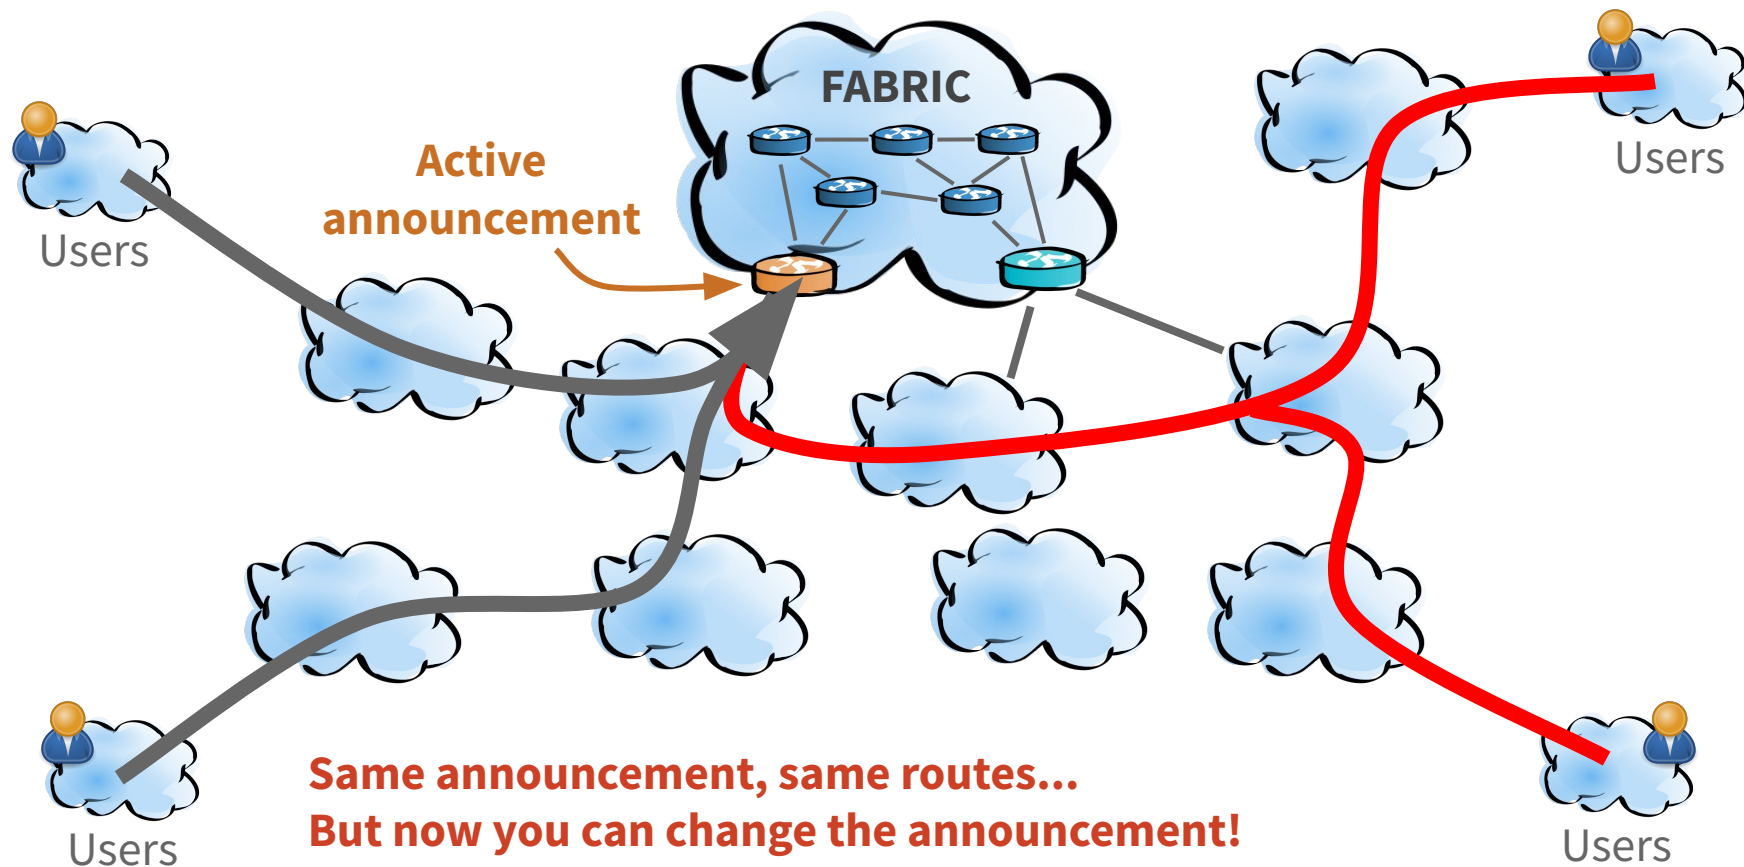 FABRIC
Active
announcement
Users
Users
Same announcement, same routes...
But now you can change the announcement!
Users
Users